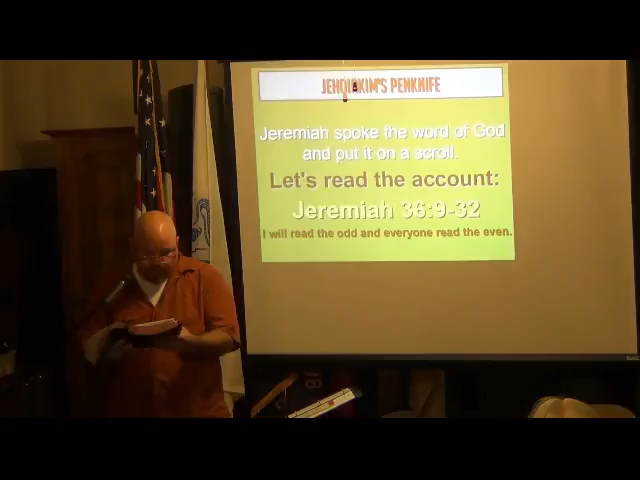 JEHOIAKIM'S PENKNIFE
Jeremiah spoke the word of God
and put it on a scroll.
Let's read the account:
Jeremiah 36:9-32
I will read the odd and everyone read the even.